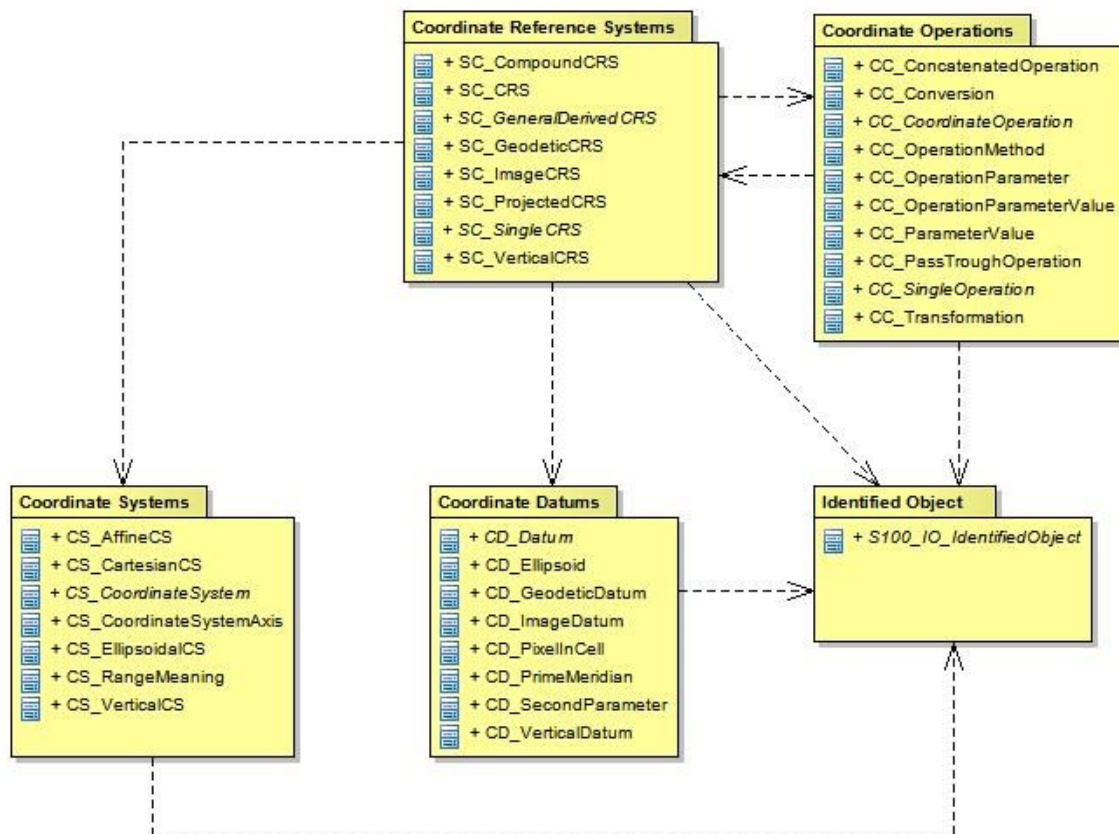 Coordinate Reference Systems
+ SC_CompoundCRS
+ SC_CRS
+ SC_GeneralDerivedCRS
+ SC_GeodeticCRS
+ SC_ImageCRS
+ SC_ProjectedCRS
+ SC_SingleCRS
+ SC_VerticalCRS
Coordinate Operations
+ CC_ConcatenatedOperation
+ CC_Conversion
+ CC_CoordinateOperation
+ CC_OperationMethod
+ CC_OperationParameter
+ CC_OperationParameterValue
+ CC_ParameterValue
+ CC_PassTroughOperation
+ CC_SingleOperation
+ CC_Transformation
Coordinate Systems
+ CS_AffineCS
+ CS_CartesianCS
+ CS_CoordinateSystem
+ CS_CoordinateSystemAxis
+ CS_EllipsoidalCS
+ CS_RangeMeaning
+ CS_VerticalCS
Coordinate Datums
+ CD_Datum
+ CD_Ellipsoid
+ CD_GeodeticDatum
+ CD_ImageDatum
+ CD_PixelInCell
+ CD_PrimeMeridian
+ CD_SecondParameter
+ CD_VerticalDatum
Identified Object
+ S100_IO_IdentifiedObject